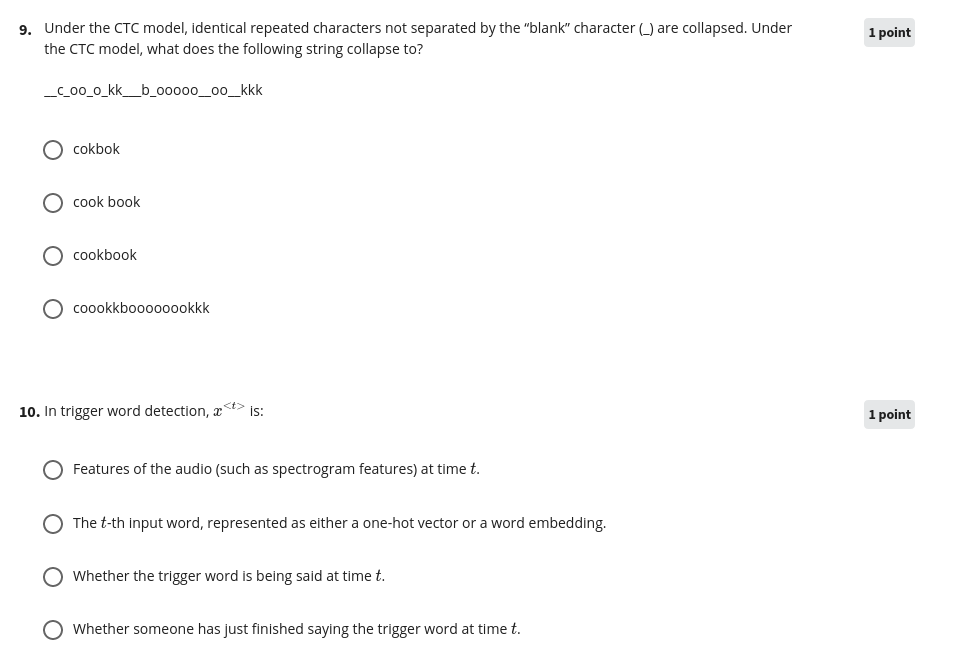 9. Under the CTC model, identical repeated characters not separated by the “blank” character (_) are collapsed. Under
the CTC model, what does the following string collapse to?
1 point
__c_oo_o_kk___b_ooooo__oo__kkk
cokbok
cook book
cookbook
coookkboooooookkk
10. In trigger word detection, x^{<t>} is:
1 point
Features of the audio (such as spectrogram features) at time t.
The t-th input word, represented as either a one-hot vector or a word embedding.
Whether the trigger word is being said at time t.
Whether someone has just finished saying the trigger word at time t.